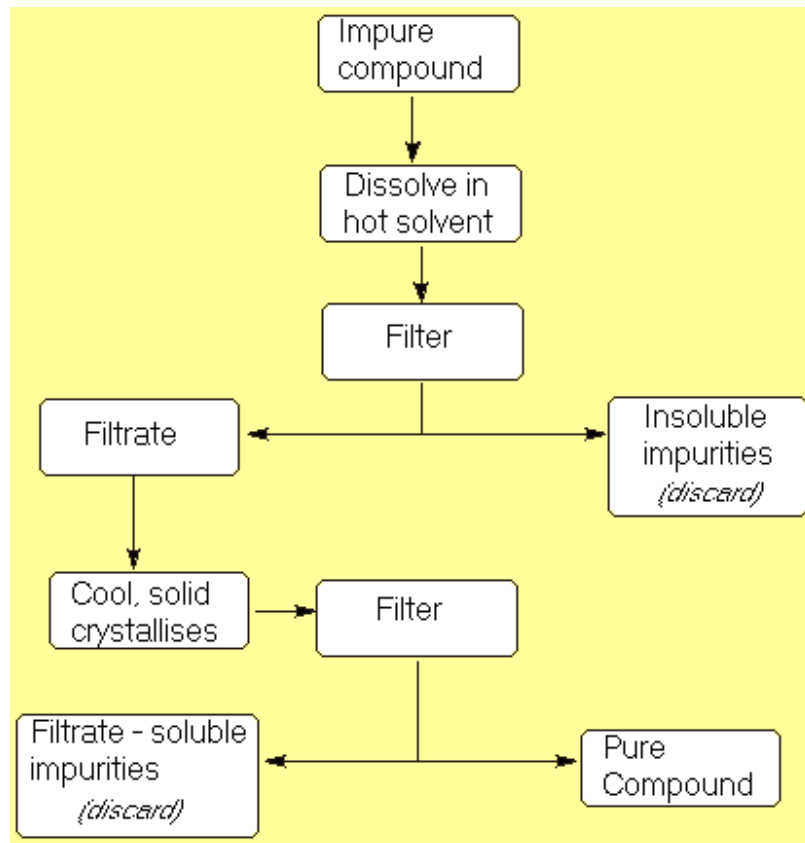 Impure
compound
Dissolve in
hot solvent
Filter
Filtrate
Insoluble
impurities
(discard)
Cool, solid
crystallises
Filter
Filtrate - soluble
impurities
(discard)
Pure
Compound